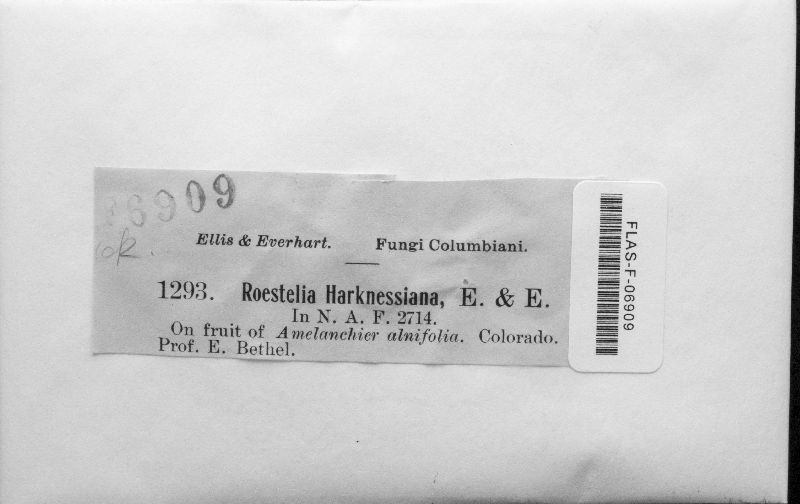 6909
ok.
Ellis & Everhart. Fungi Columbiani.
1293. Roestelia Harknessiana, E. & E.
In N. A. F. 2714.
On fruit of Amelanchier alnifolia. Colorado.
Prof. E. Bethel.
FLAS-F-06909